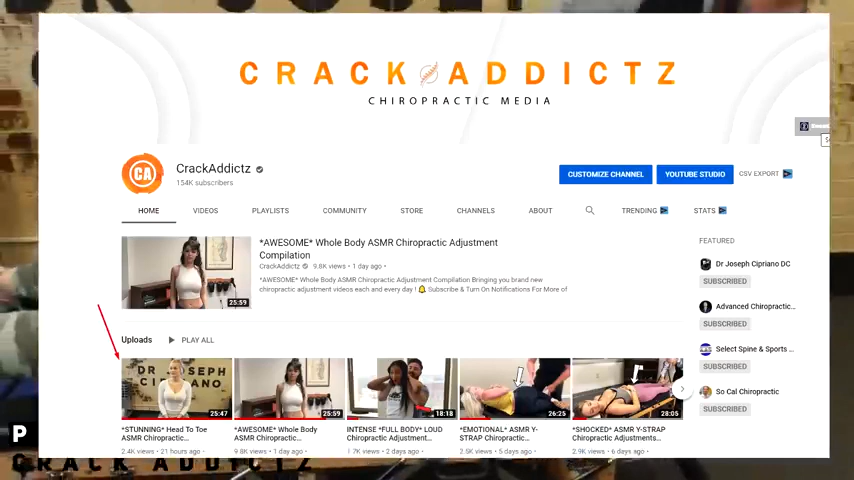 CRACK ADDICTZ
CHIROPRACTIC MEDIA
CA
CrackAddictz
154K subscribers
CUSTOMIZE CHANNEL
YOUTUBE STUDIO
CSV EXPORT
HOME
VIDEOS
PLAYLISTS
COMMUNITY
STORE
CHANNELS
ABOUT
TRENDING
STATS
*AWESOME* Whole Body ASMR Chiropractic Adjustment
Compilation
CrackAddictz 9.8K views • 1 day ago •
*AWESOME* Whole Body ASMR Chiropractic Adjustment Compilation Bringing you brand new
chiropractic adjustment videos each and every day ! 🔔 Subscribe & Turn On Notifications For More of
25:59
FEATURED
Dr Joseph Cipriano DC
SUBSCRIBED
Advanced Chiropractic...
SUBSCRIBED
Select Spine & Sports ...
SUBSCRIBED
So Cal Chiropractic
SUBSCRIBED
Uploads
PLAY ALL
DR JOSEPH
CIPRIANO
25:47
*STUNNING* Head To Toe
ASMR Chiropractic...
2.4K views • 21 hours ago
25:59
*AWESOME* Whole Body
ASMR Chiropractic...
9.8K views • 1 day ago
18:18
INTENSE *FULL BODY* LOUD
Chiropractic Adjustment...
1.7K views • 2 days ago
26:25
*EMOTIONAL* ASMR Y-
STRAP Chiropractic...
2.5K views • 5 days ago
28:05
*SHOCKED* ASMR Y-STRAP
Chiropractic Adjustments...
2.9K views • 6 days ago
P
CRACK ADDICTZ